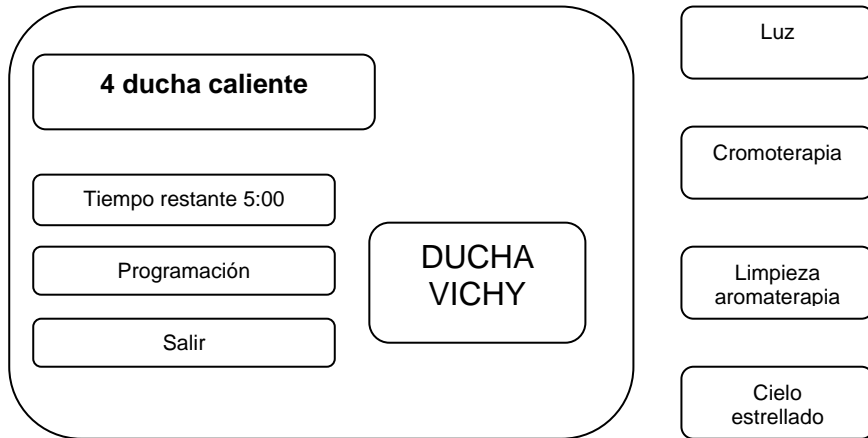 4 ducha caliente
Tiempo restante 5:00
Programación
Salir
DUCHA
VICHY
Luz
Cromoterapia
Limpieza
aromaterapia
Cielo
estrellado